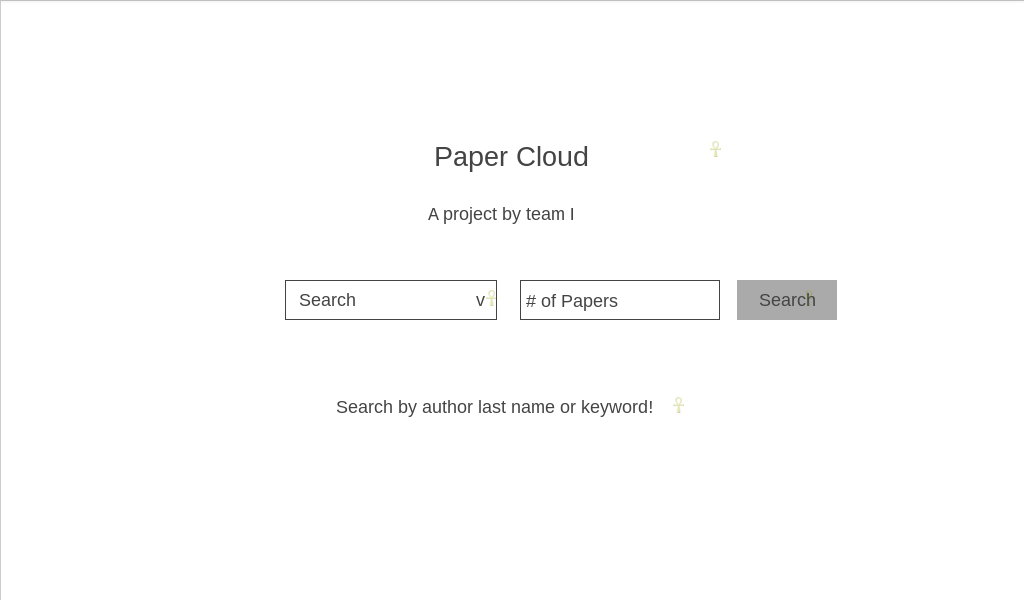 Paper Cloud
A project by team I
Search v # of Papers Search
Search by author last name or keyword!